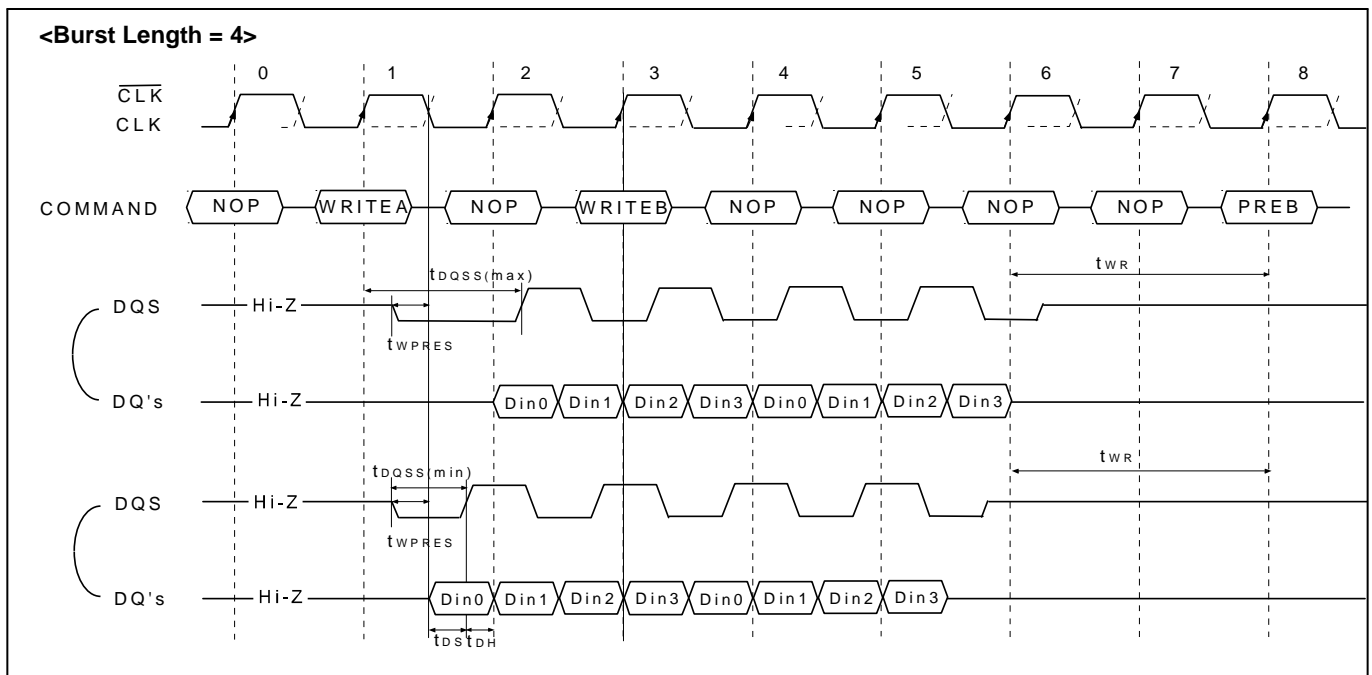 <Burst Length = 4>
0 1 2 3 4 5 6 7 8
CLK
CLK
COMMAND NOP WRITEA NOP WRITEB NOP NOP NOP NOP PREB
tDQSS(max) tWR
DQS Hi-Z
tWPRES
DQ's Hi-Z Din0 Din1 Din2 Din3 Din0 Din1 Din2 Din3
tDQSS(min) tWR
DQS Hi-Z
tWPRES
DQ's Hi-Z Din0 Din1 Din2 Din3 Din0 Din1 Din2 Din3
tDS tDH